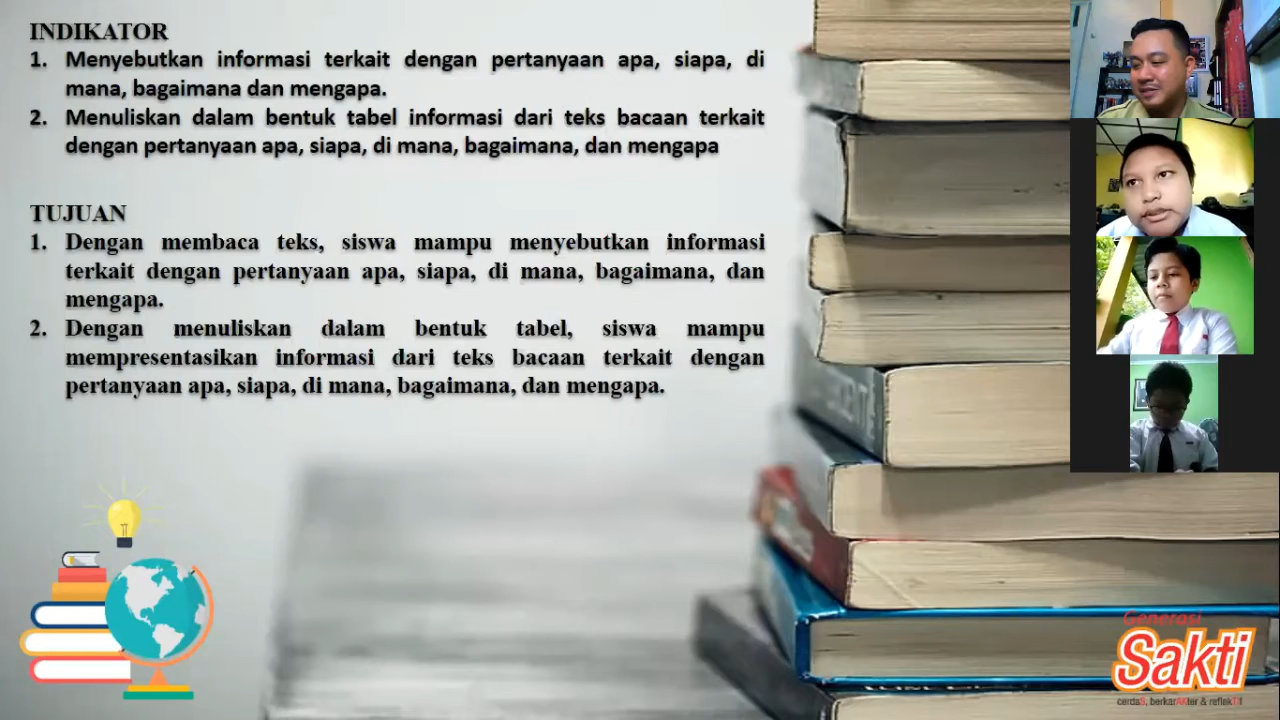 INDIKATOR
1. Menyebutkan informasi terkait dengan pertanyaan apa, siapa, di
mana, bagaimana dan mengapa.
2. Menuliskan dalam bentuk tabel informasi dari teks bacaan terkait
dengan pertanyaan apa, siapa, di mana, bagaimana, dan mengapa
TUJUAN
1. Dengan membaca teks, siswa mampu menyebutkan informasi
terkait dengan pertanyaan apa, siapa, di mana, bagaimana, dan
mengapa.
2. Dengan menuliskan dalam bentuk tabel, siswa mampu
mempresentasikan informasi dari teks bacaan terkait dengan
pertanyaan apa, siapa, di mana, bagaimana, dan mengapa.
Generasi
Sakti
cerdaS, berkarAKter & reflekTif